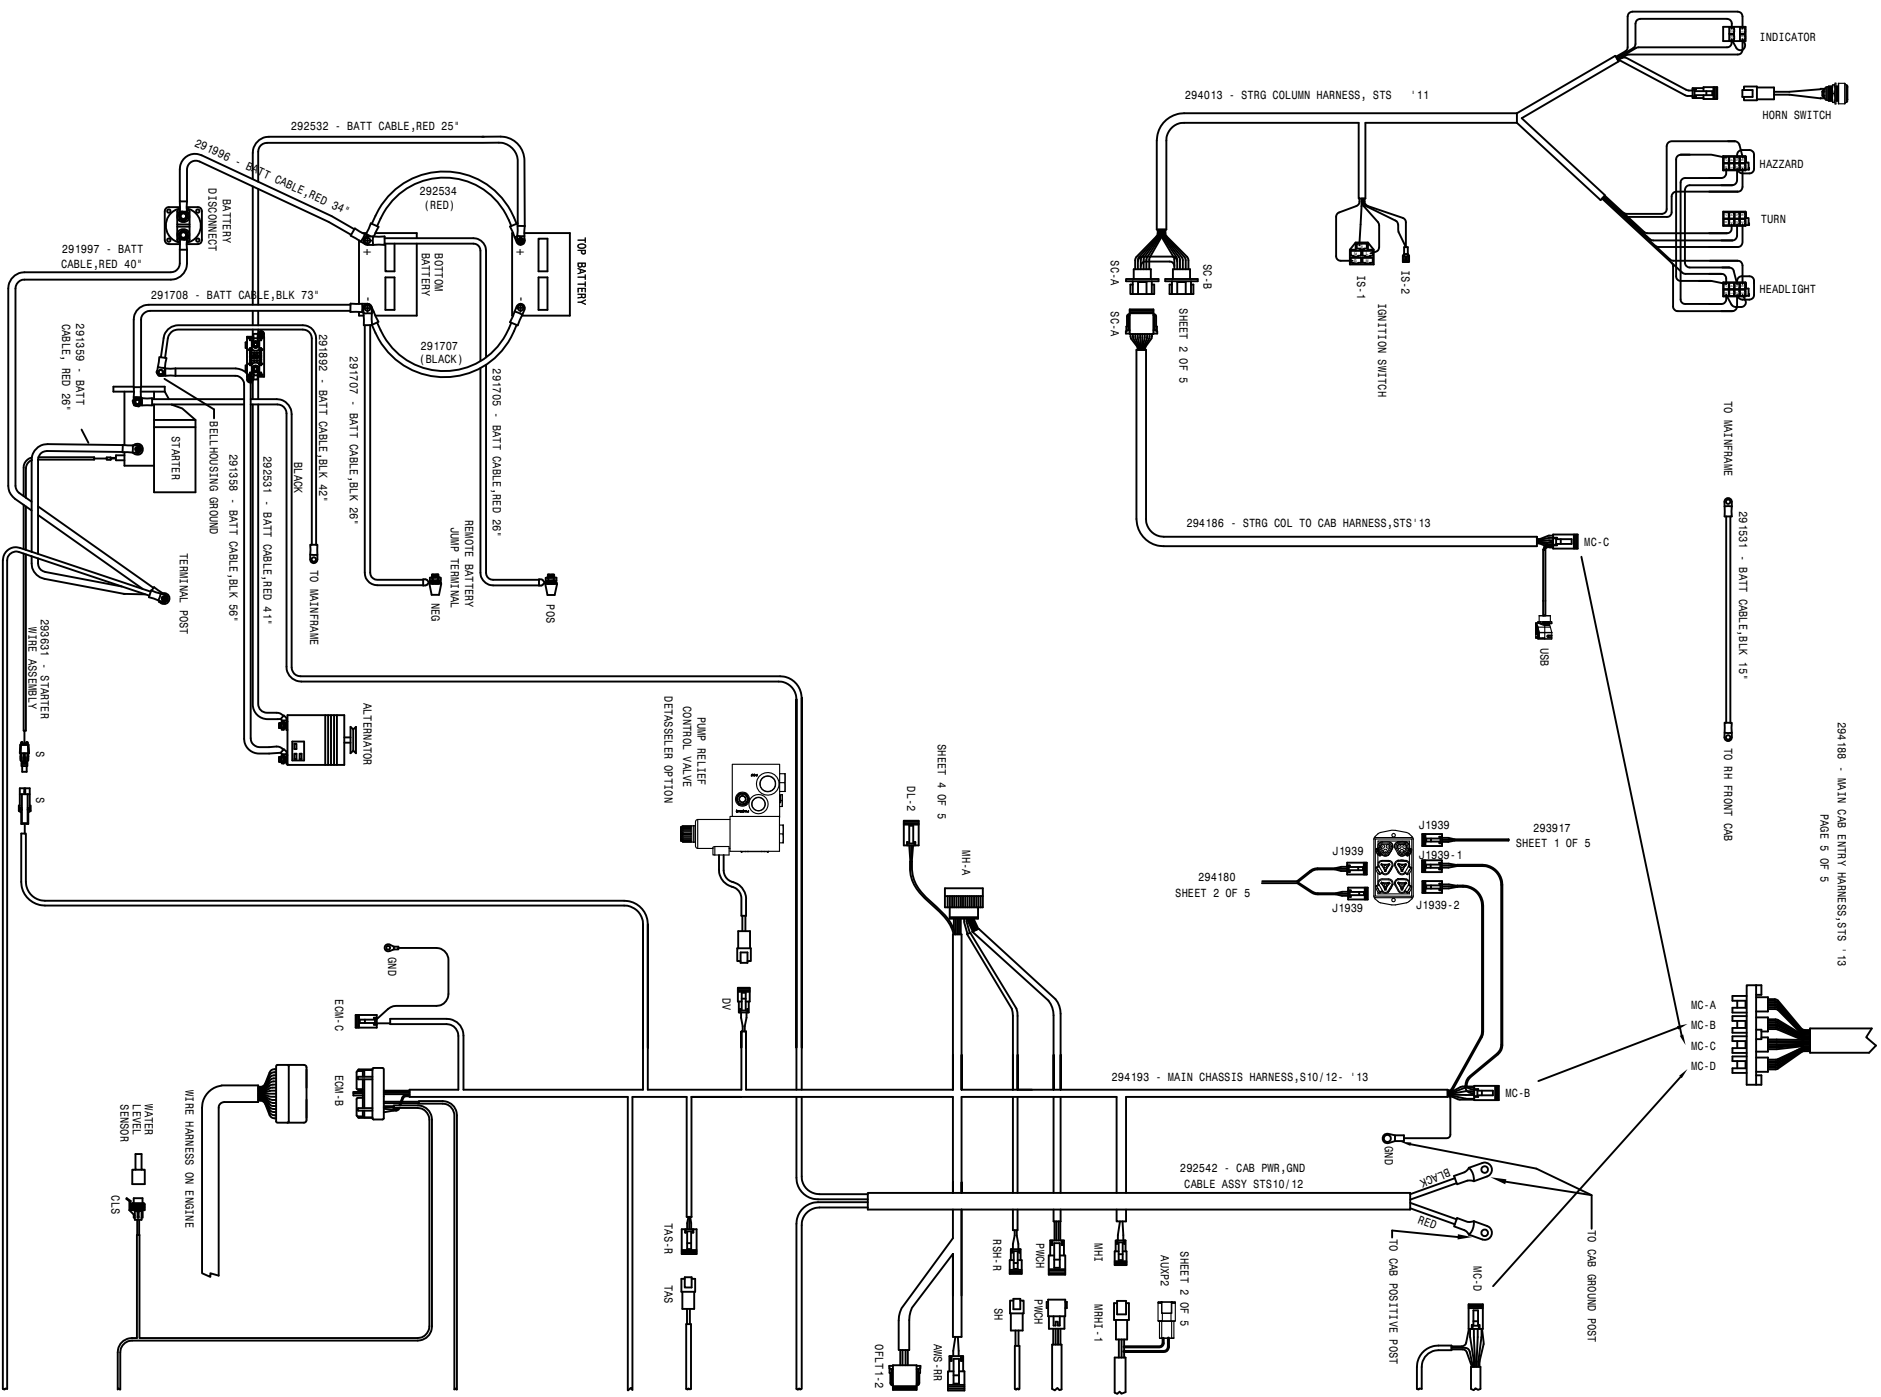 INDICATOR
HORN SWITCH
HAZZARD
TURN
HEADLIGHT
294013 - STRG COLUMN HARNESS, STS '11
SC-A
SC-B
SC-A
SHEET 2 OF 5
IS-1
IS-2
IGNITION SWITCH
294186 - STRG COL TO CAB HARNESS,STS'13
MC-C
USB
TO MAINFRAME
291531 - BATT CABLE,BLK 15"
TO RH FRONT CAB
294188 - MAIN CAB ENTRY HARNESS,STS '13
PAGE 5 OF 5
MC-A
MC-B
MC-C
MC-D
292532 - BATT CABLE,RED 25"
291996 - BATT CABLE,RED 34"
BATTERY
DISCONNECT
291997 - BATT
CABLE,RED 40"
292534
(RED)
TOP BATTERY
BOTTOM
BATTERY
+
-
+
-
291708 - BATT CABLE,BLK 73"
291707
(BLACK)
291359 - BATT
CABLE, RED 26"
STARTER
BELLHOUSING GROUND
291892 - BATT CABLE,BLK 42"
TO MAINFRAME
BLACK
292531 - BATT CABLE,RED 41"
291358 - BATT CABLE,BLK 56"
291707 - BATT CABLE,BLK 26"
291705 - BATT CABLE,RED 26"
REMOTE BATTERY
JUMP TERMINAL
NEG
POS
TERMINAL POST
293631 - STARTER
WIRE ASSEMBLY
S
S
ALTERNATOR
PUMP RELIEF
CONTROL VALVE
DETASSELER OPTION
DV
SHEET 4 OF 5
DL-2
MH-A
J1939
J1939
294180
SHEET 2 OF 5
J1939
J1939-1
J1939-2
293917
SHEET 1 OF 5
GND
ECM-C
ECM-B
WIRE HARNESS ON ENGINE
WATER
LEVEL
SENSOR
CLS
294193 - MAIN CHASSIS HARNESS,S10/12- '13
MC-B
GND
292542 - CAB PWR,GND
CABLE ASSY STS10/12
BLACK
RED
TO CAB GROUND POST
TO CAB POSITIVE POST
MC-D
TAS-R
TAS
RSH-R
SH
PWCH
PWCH
MHI
MRHI-1
AUXP2
SHEET 2 OF 5
AWS-RR
OFLT1-2